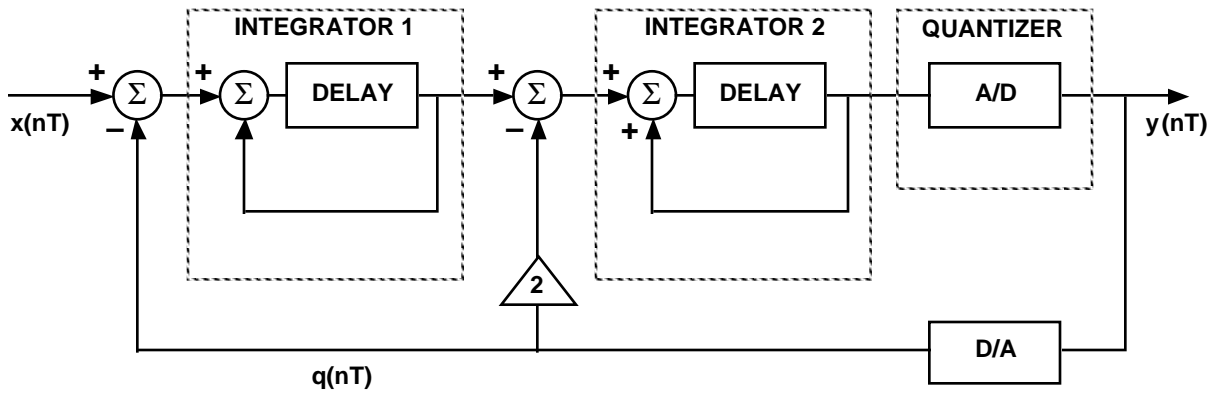 INTEGRATOR 1
INTEGRATOR 2
QUANTIZER
+
Σ
+
Σ
DELAY
+
Σ
+
Σ
DELAY
A/D
x(nT)
−
−
+
y(nT)
2
D/A
q(nT)